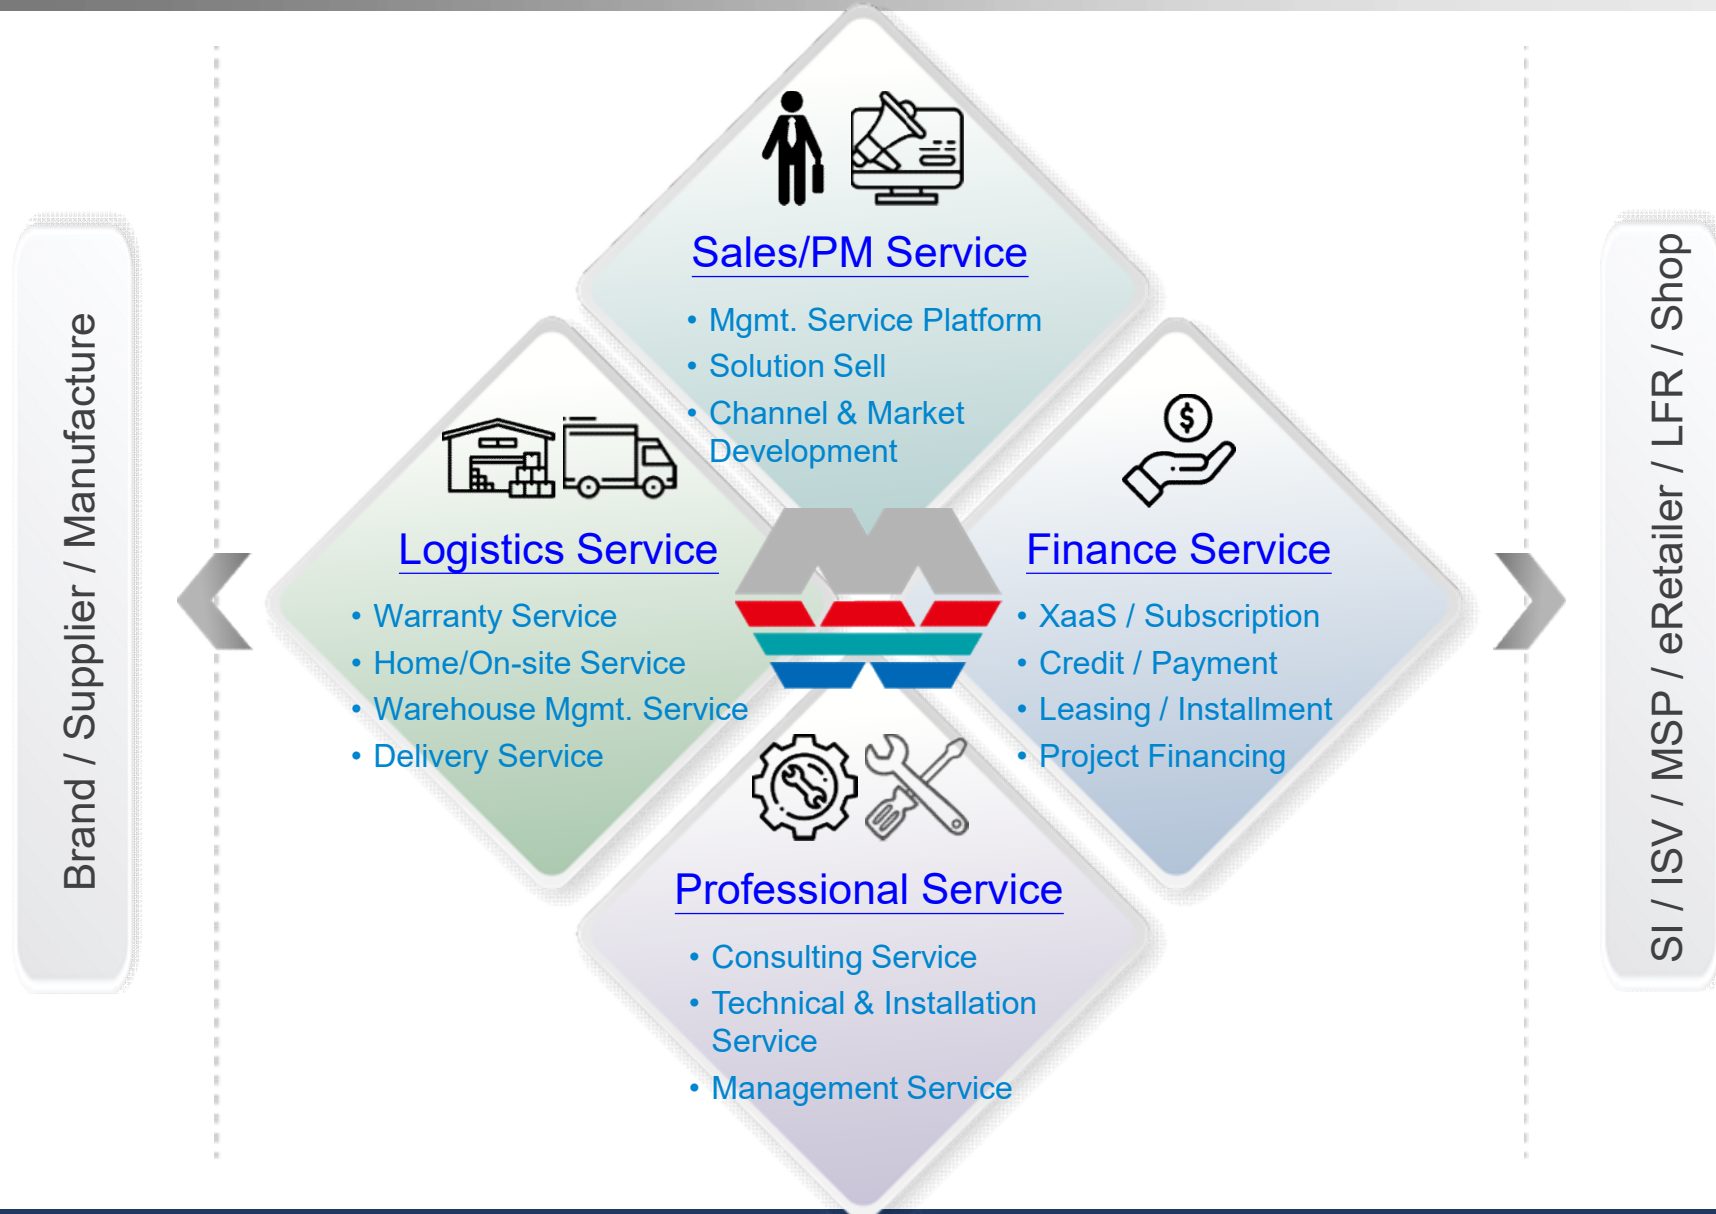 Brand / Supplier / Manufacture
Sales/PM Service
• Mgmt. Service Platform
• Solution Sell
• Channel & Market
Development
Logistics Service
• Warranty Service
• Home/On-site Service
• Warehouse Mgmt. Service
• Delivery Service
Finance Service
• XaaS / Subscription
• Credit / Payment
• Leasing / Installment
• Project Financing
Professional Service
• Consulting Service
• Technical & Installation
Service
• Management Service
SI / ISV / MSP / eRetailer / LFR / Shop